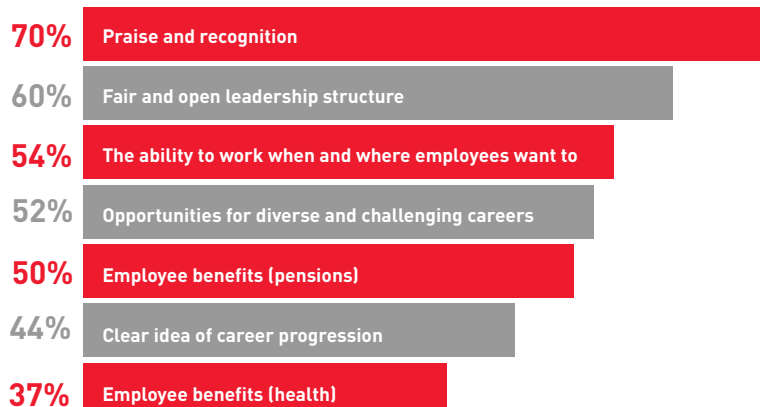 70% Praise and recognition
60% Fair and open leadership structure
54% The ability to work when and where employees want to
52% Opportunities for diverse and challenging careers
50% Employee benefits (pensions)
44% Clear idea of career progression
37% Employee benefits (health)